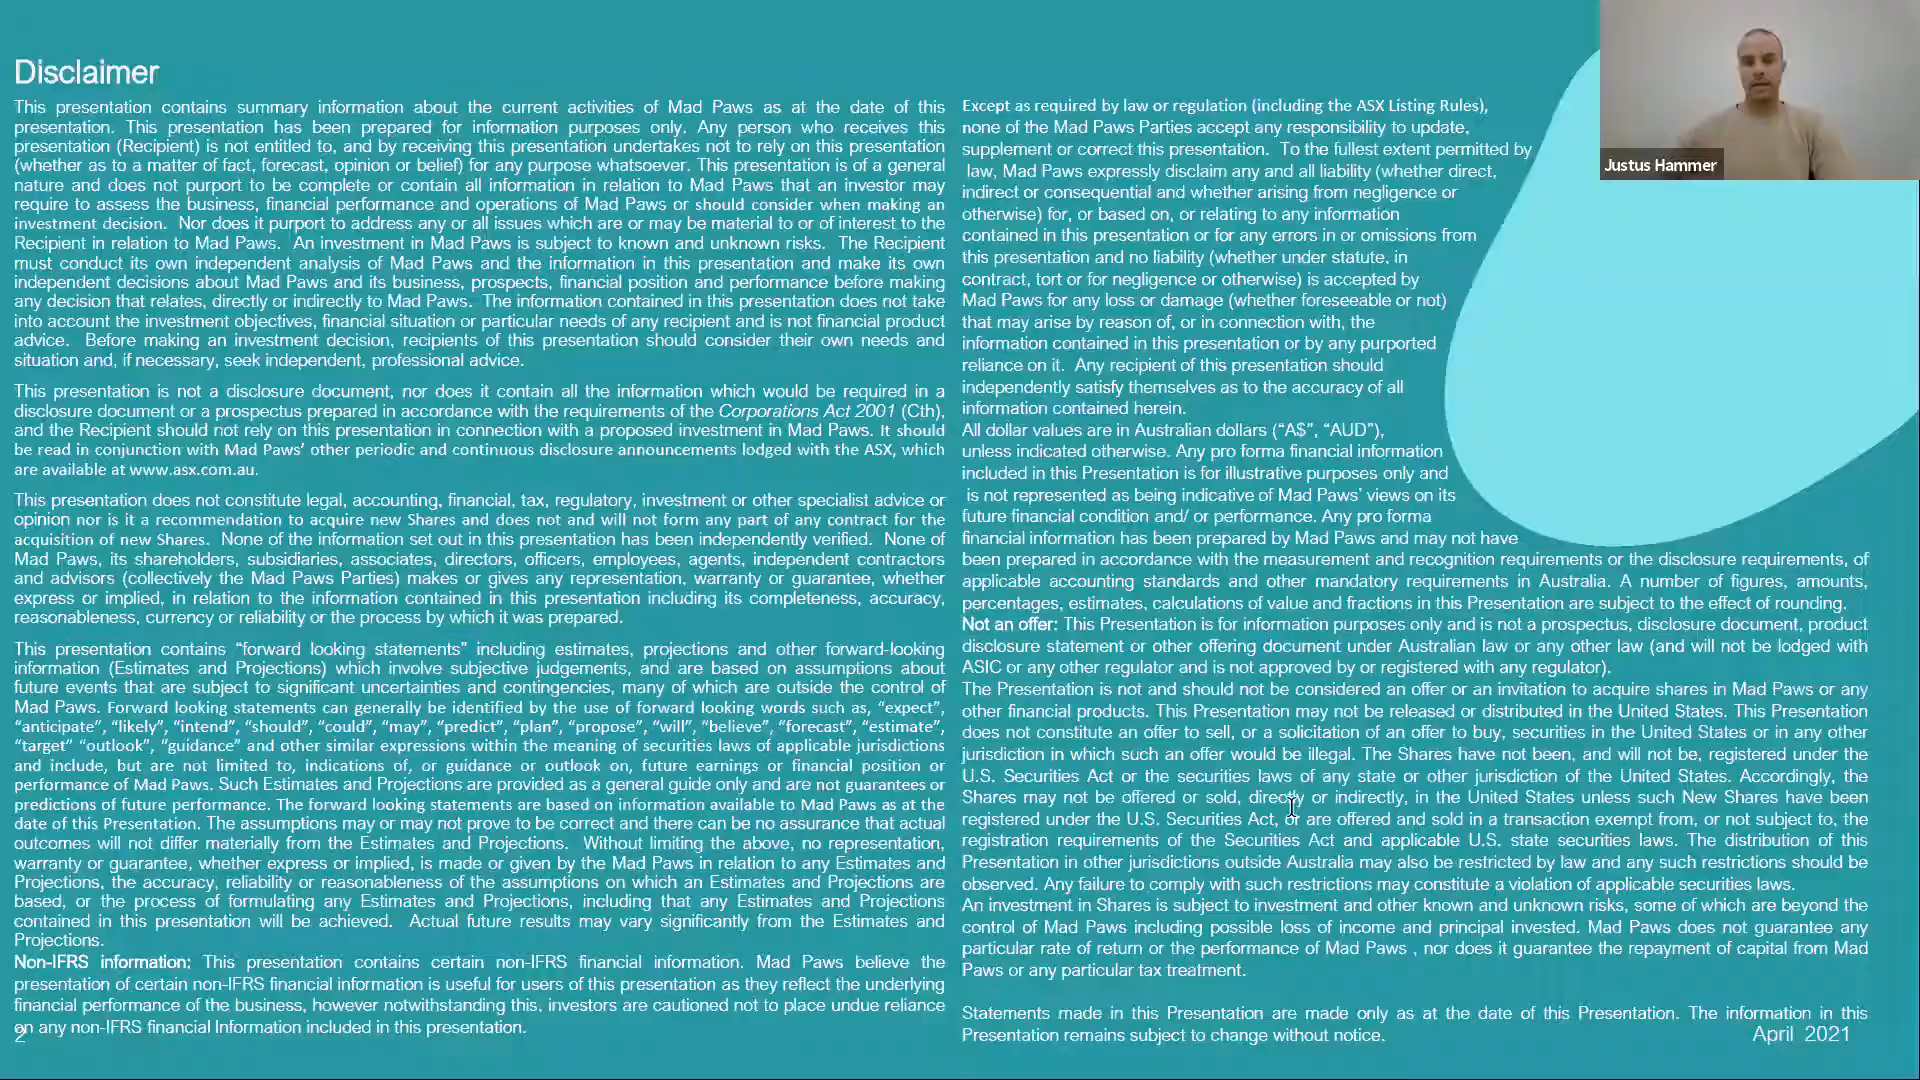 Disclaimer
This presentation contains summary information about the current activities of Mad Paws as at the date of this
presentation. This presentation has been prepared for information purposes only. Any person who receives this
presentation (Recipient) is not entitled to, and by receiving this presentation undertakes not to rely on this presentation
(whether as to a matter of fact, forecast, opinion or belief) for any purpose whatsoever. This presentation is of a general
nature and does not purport to be complete or contain all information in relation to Mad Paws that an investor may
require to assess the business, financial performance and operations of Mad Paws or should consider when making an
investment decision. Nor does it purport to address any or all issues which are or may be material to or of interest to the
Recipient in relation to Mad Paws. An investment in Mad Paws is subject to known and unknown risks. The Recipient
must conduct its own independent analysis of Mad Paws and the information in this presentation and make its own
independent decisions about Mad Paws and its business, prospects, financial position and performance before making
any decision that relates, directly or indirectly to Mad Paws. The information contained in this presentation does not take
into account the investment objectives, financial situation or particular needs of any recipient and is not financial product
advice. Before making an investment decision, recipients of this presentation should consider their own needs and
situation and, if necessary, seek independent, professional advice.
This presentation is not a disclosure document, nor does it contain all the information which would be required in a
disclosure document or a prospectus prepared in accordance with the requirements of the Corporations Act 2001 (Cth),
and the Recipient should not rely on this presentation in connection with a proposed investment in Mad Paws. It should
be read in conjunction with Mad Paws' other periodic and continuous disclosure announcements lodged with the ASX, which
are available at www.asx.com.au.
This presentation does not constitute legal, accounting, financial, tax, regulatory, investment or other specialist advice or
opinion nor is it a recommendation to acquire new Shares and does not and will not form any part of any contract for the
acquisition of new Shares. None of the information set out in this presentation has been independently verified. None of
Mad Paws, its shareholders, subsidiaries, associates, directors, officers, employees, agents, independent contractors
and advisors (collectively the Mad Paws Parties) makes or gives any representation, warranty or guarantee, whether
express or implied, in relation to the information contained in this presentation including its completeness, accuracy,
reasonableness, currency or reliability or the process by which it was prepared.
This presentation contains “forward looking statements” including estimates, projections and other forward-looking
information (Estimates and Projections) which involve subjective judgements, and are based on assumptions about
future events that are subject to significant uncertainties and contingencies, many of which are outside the control of
Mad Paws. Forward looking statements can generally be identified by the use of forward looking words such as, “expect”,
“anticipate”, “likely”, “intend”, “should”, “could”, “may”, “predict”, “plan”, “propose”, “will”, “believe”, “forecast”, “estimate”,
“target” “outlook”, “guidance” and other similar expressions within the meaning of securities laws of applicable jurisdictions
and include, but are not limited to, indications of, or guidance or outlook on, future earnings or financial position or
performance of Mad Paws. Such Estimates and Projections are provided as a general guide only and are not guarantees or
predictions of future performance. The forward looking statements are based on information available to Mad Paws as at the
date of this Presentation. The assumptions may or may not prove to be correct and there can be no assurance that actual
outcomes will not differ materially from the Estimates and Projections. Without limiting the above, no representation,
warranty or guarantee, whether express or implied, is made or given by the Mad Paws in relation to any Estimates and
Projections, the accuracy, reliability or reasonableness of the assumptions on which an Estimates and Projections are
based, or the process of formulating any Estimates and Projections, including that any Estimates and Projections
contained in this presentation will be achieved. Actual future results may vary significantly from the Estimates and
Projections.
Non-IFRS information: This presentation contains certain non-IFRS financial information. Mad Paws believe the
presentation of certain non-IFRS financial information is useful for users of this presentation as they reflect the underlying
financial performance of the business, however notwithstanding this, investors are cautioned not to place undue reliance
on any non-IFRS financial Information included in this presentation.
2
Except as required by law or regulation (including the ASX Listing Rules),
none of the Mad Paws Parties accept any responsibility to update,
supplement or correct this presentation. To the fullest extent permitted by
law, Mad Paws expressly disclaim any and all liability (whether direct,
indirect or consequential and whether arising from negligence or
otherwise) for, or based on, or relating to any information
contained in this presentation or for any errors in or omissions from
this presentation and no liability (whether under statute, in
contract, tort or for negligence or otherwise) is accepted by
Mad Paws for any loss or damage (whether foreseeable or not)
that may arise by reason of, or in connection with, the
information contained in this presentation or by any purported
reliance on it. Any recipient of this presentation should
independently satisfy themselves as to the accuracy of all
information contained herein.
All dollar values are in Australian dollars (“A$”, “AUD”),
unless indicated otherwise. Any pro forma financial information
included in this Presentation is for illustrative purposes only and
is not represented as being indicative of Mad Paws’ views on its
future financial condition and/ or performance. Any pro forma
financial information has been prepared by Mad Paws and may not have
been prepared in accordance with the measurement and recognition requirements or the disclosure requirements, of
applicable accounting standards and other mandatory requirements in Australia. A number of figures, amounts,
percentages, estimates, calculations of value and fractions in this Presentation are subject to the effect of rounding.
Not an offer: This Presentation is for information purposes only and is not a prospectus, disclosure document, product
disclosure statement or other offering document under Australian law or any other law (and will not be lodged with
ASIC or any other regulator and is not approved by or registered with any regulator).
The Presentation is not and should not be considered an offer or an invitation to acquire shares in Mad Paws or any
other financial products. This Presentation may not be released or distributed in the United States. This Presentation
does not constitute an offer to sell, or a solicitation of an offer to buy, securities in the United States or in any other
jurisdiction in which such an offer would be illegal. The Shares have not been, and will not be, registered under the
U.S. Securities Act or the securities laws of any state or other jurisdiction of the United States. Accordingly, the
Shares may not be offered or sold, directly or indirectly, in the United States unless such New Shares have been
registered under the U.S. Securities Act, or are offered and sold in a transaction exempt from, or not subject to, the
registration requirements of the Securities Act and applicable U.S. state securities laws. The distribution of this
Presentation in other jurisdictions outside Australia may also be restricted by law and any such restrictions should be
observed. Any failure to comply with such restrictions may constitute a violation of applicable securities laws.
An investment in Shares is subject to investment and other known and unknown risks, some of which are beyond the
control of Mad Paws including possible loss of income and principal invested. Mad Paws does not guarantee any
particular rate of return or the performance of Mad Paws , nor does it guarantee the repayment of capital from Mad
Paws or any particular tax treatment.
Statements made in this Presentation are made only as at the date of this Presentation. The information in this
Presentation remains subject to change without notice.
April 2021
Justus Hammer